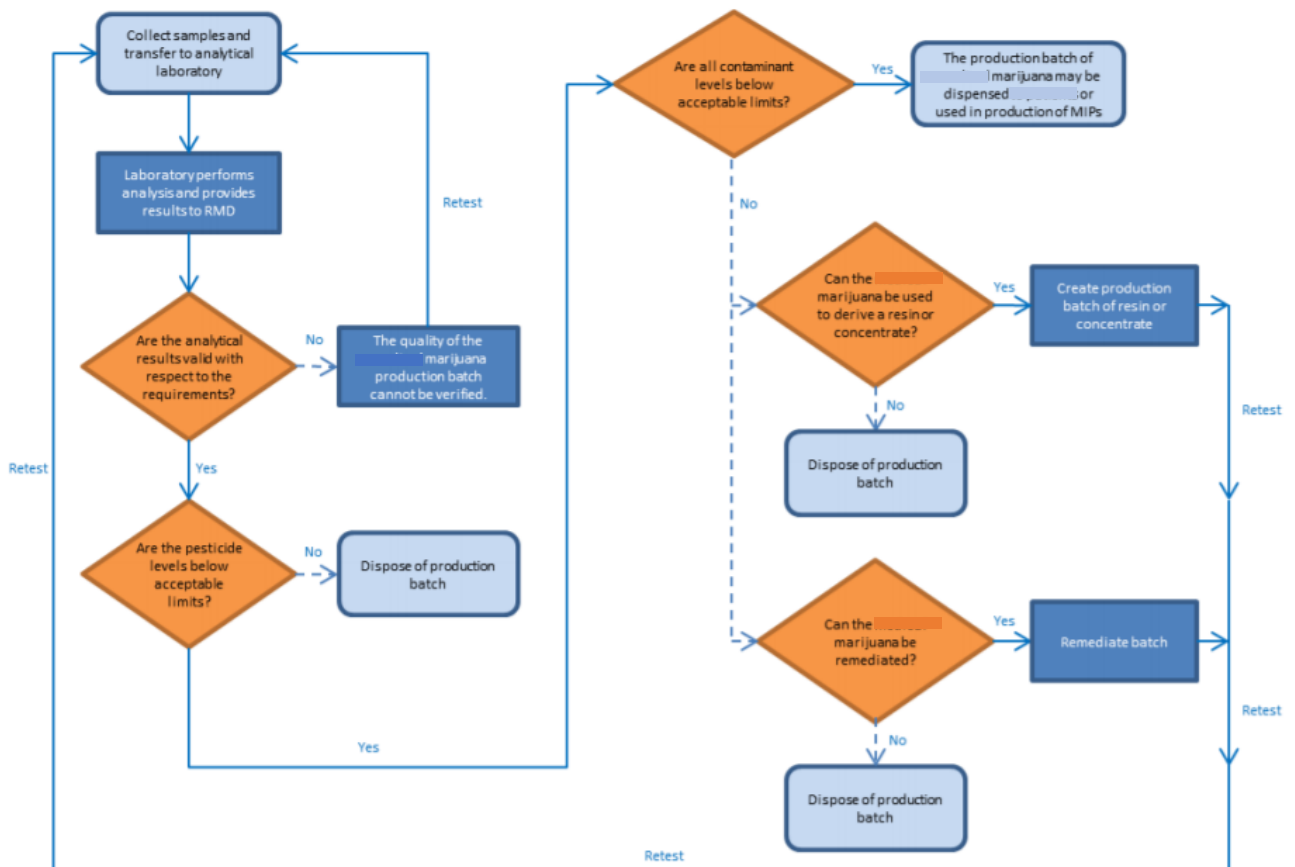 Collect samples and
transfer to analytical
laboratory
Laboratory performs
analysis and provides
results to RMD
Retest
Are the analytical
results valid with
respect to the
requirements?
No
The quality of the
marijuana
production batch
cannot be verified.
Retest
Yes
Are the pesticide
levels below
acceptable
limits?
No
Dispose of production
batch
Yes
Are all contaminant
levels below
acceptable limits?
Yes
The production batch of
marijuana may be
dispensed or
used in production of MIPs
No
Can the
marijuana be used
to derive a resin or
concentrate?
Yes
Create production
batch of resin or
concentrate
No
Retest
Dispose of production
batch
Can the
marijuana be
remediated?
Yes
Remediate batch
Retest
No
Dispose of production
batch
Retest